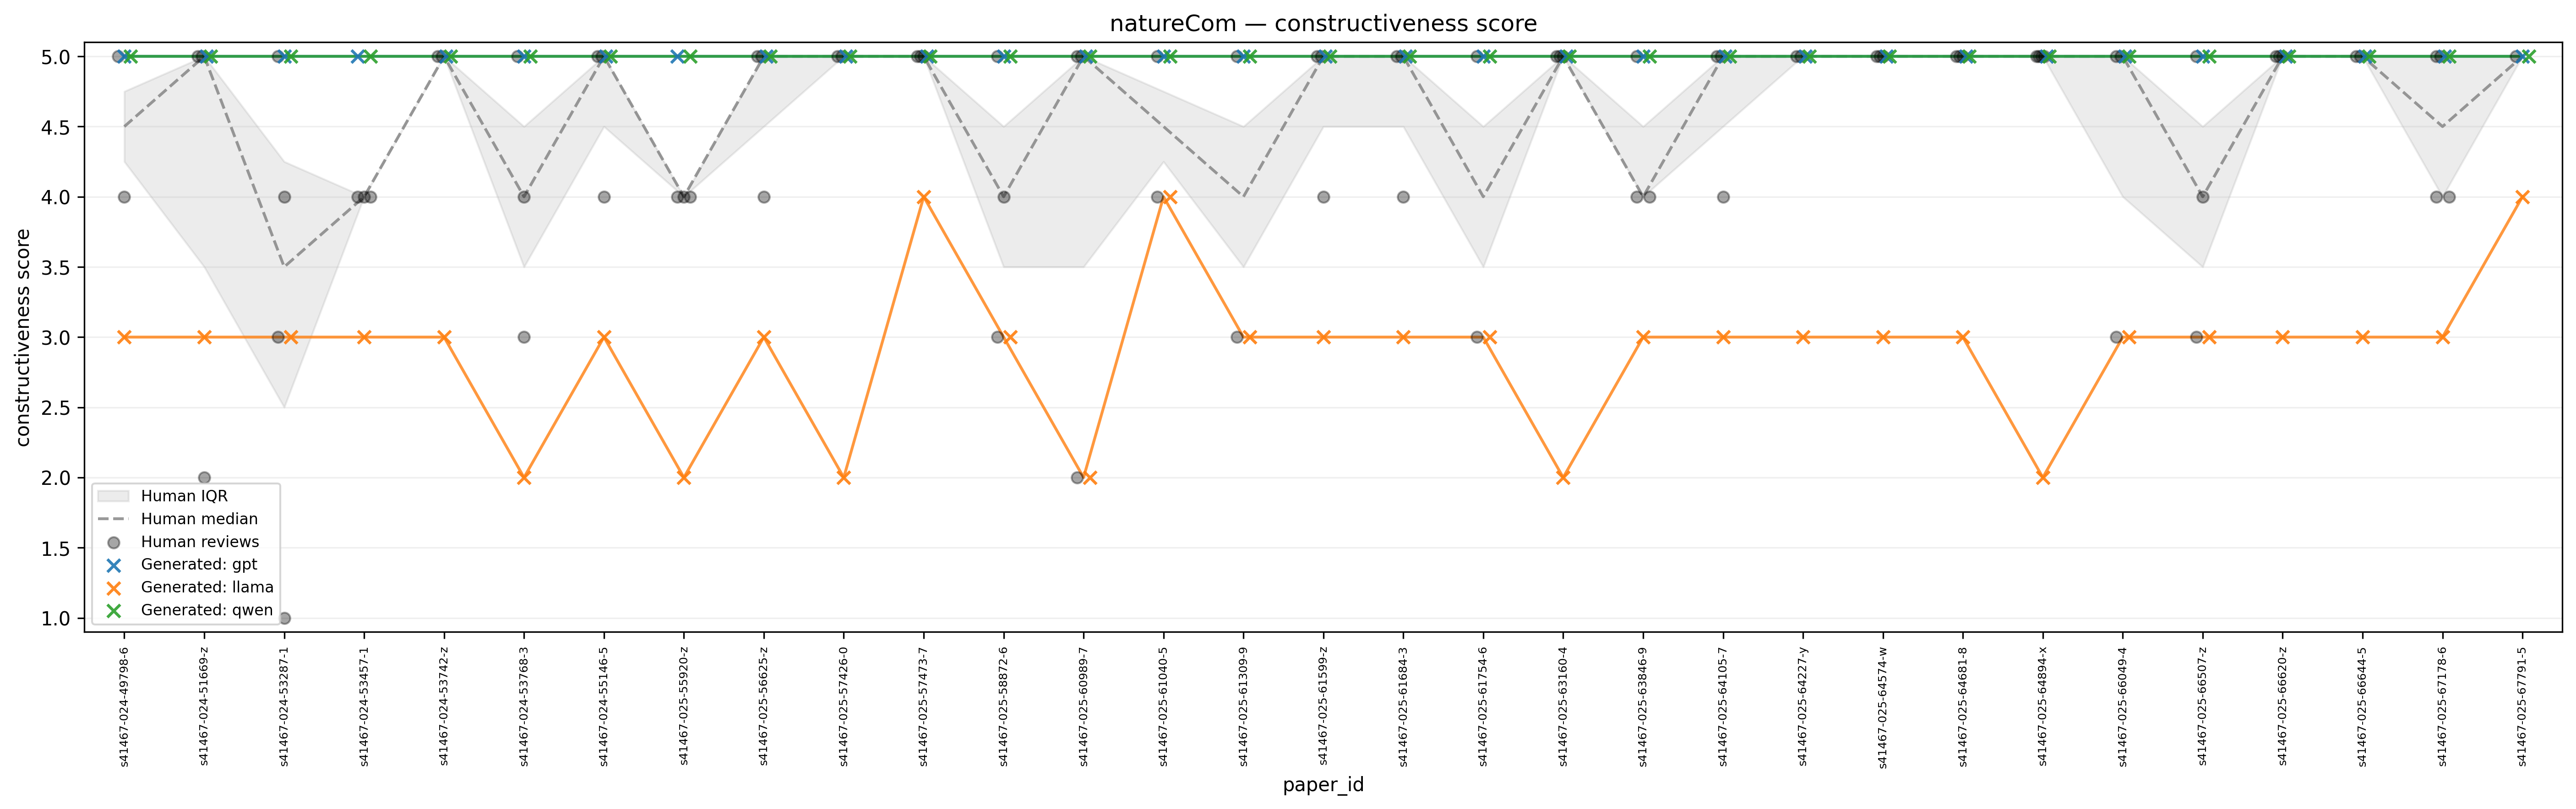 natureCom — constructiveness score
constructiveness score
5.0
4.5
4.0
3.5
3.0
2.5
2.0
1.5
1.0
Human IQR
Human median
Human reviews
Generated: gpt
Generated: llama
Generated: qwen
s41467-024-49798-6
s41467-024-51669-z
s41467-024-53287-1
s41467-024-53457-1
s41467-024-53742-z
s41467-024-53768-3
s41467-024-55146-5
s41467-025-55920-z
s41467-025-56625-z
s41467-025-57426-0
s41467-025-57473-7
s41467-025-58872-6
s41467-025-60989-7
s41467-025-61040-5
s41467-025-61309-9
s41467-025-61599-z
s41467-025-61684-3
s41467-025-61754-6
s41467-025-63160-4
s41467-025-63846-9
s41467-025-64105-7
s41467-025-64227-y
s41467-025-64574-w
s41467-025-64681-8
s41467-025-64894-x
s41467-025-66049-4
s41467-025-66507-z
s41467-025-66620-z
s41467-025-66644-5
s41467-025-67178-6
s41467-025-67791-5
paper_id